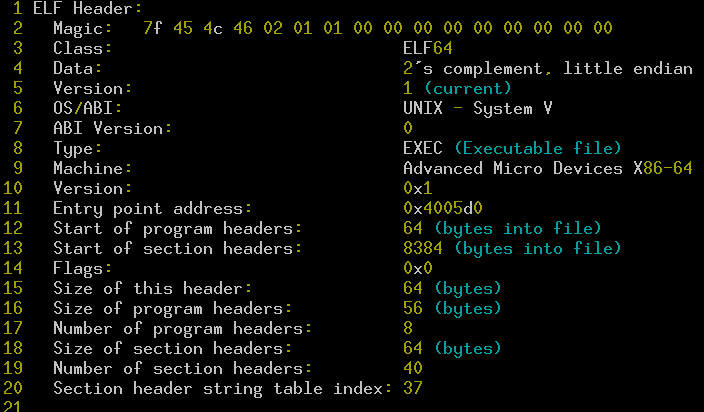 1 ELF Header:
2   Magic:   7f 45 4c 46 02 01 01 00 00 00 00 00 00 00 00 00
3   Class:                             ELF64
4   Data:                              2's complement, little endian
5   Version:                           1 (current)
6   OS/ABI:                            UNIX - System V
7   ABI Version:                       0
8   Type:                              EXEC (Executable file)
9   Machine:                           Advanced Micro Devices X86-64
10   Version:                           0x1
11   Entry point address:               0x4005d0
12   Start of program headers:          64 (bytes into file)
13   Start of section headers:          8384 (bytes into file)
14   Flags:                             0x0
15   Size of this header:               64 (bytes)
16   Size of program headers:           56 (bytes)
17   Number of program headers:         8
18   Size of section headers:           64 (bytes)
19   Number of section headers:         40
20   Section header string table index: 37
21